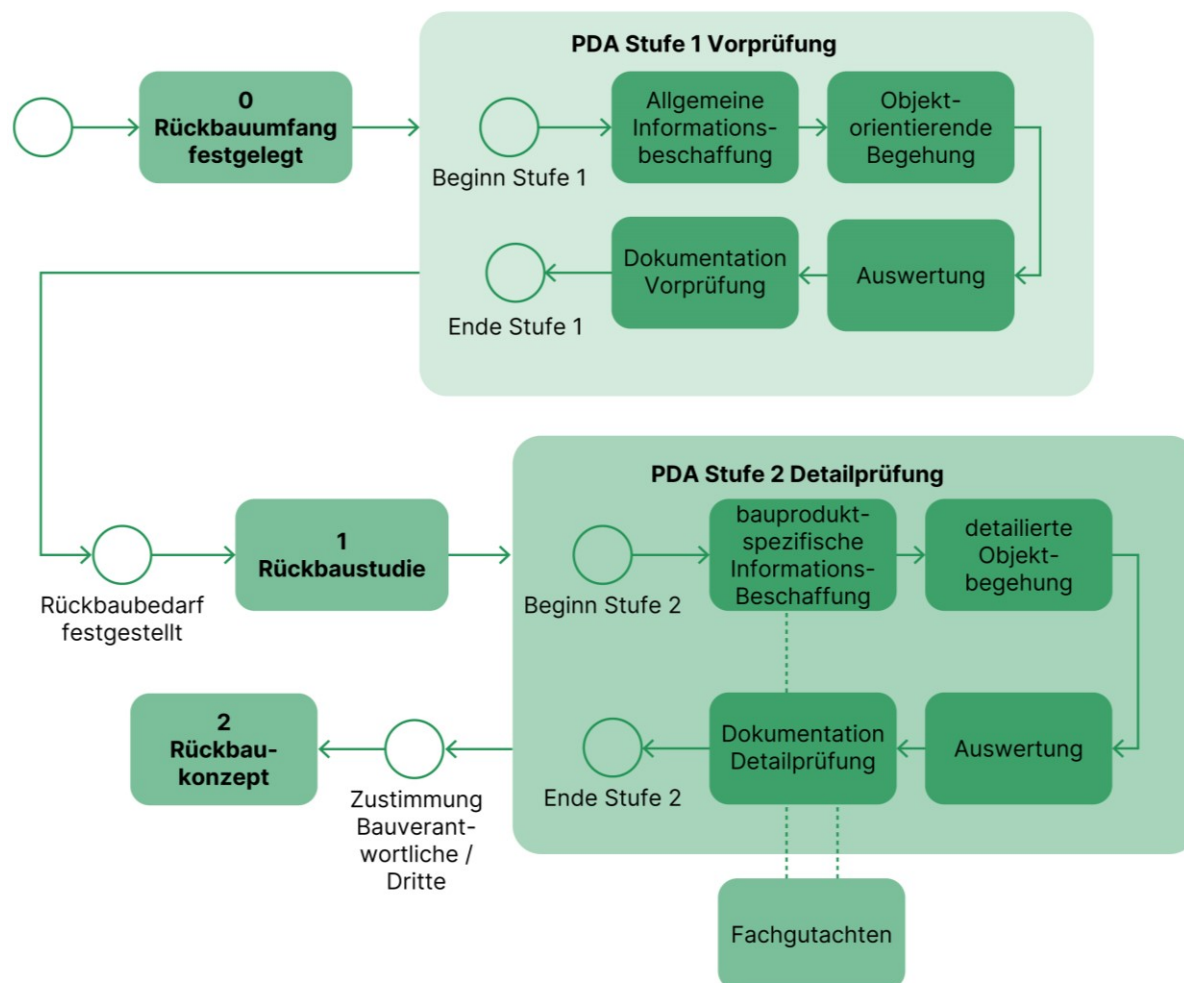 PDA Stufe 1 Vorprüfung
0
Rückbauumfang
festgelegt
Beginn Stufe 1
Allgemeine
Informations-
beschaffung
Objekt-
orientierende
Begehung
Auswertung
Dokumentation
Vorprüfung
Ende Stufe 1
Rückbaubedarf
festgestellt
1
Rückbaustudie
PDA Stufe 2 Detailprüfung
Beginn Stufe 2
bauprodukt-
spezifische
Informations-
Beschaffung
detailierte
Objekt-
begehung
Auswertung
Dokumentation
Detailprüfung
Ende Stufe 2
Zustimmung
Bauverant-
wortliche /
Dritte
2
Rückbau-
konzept
Fachgutachten